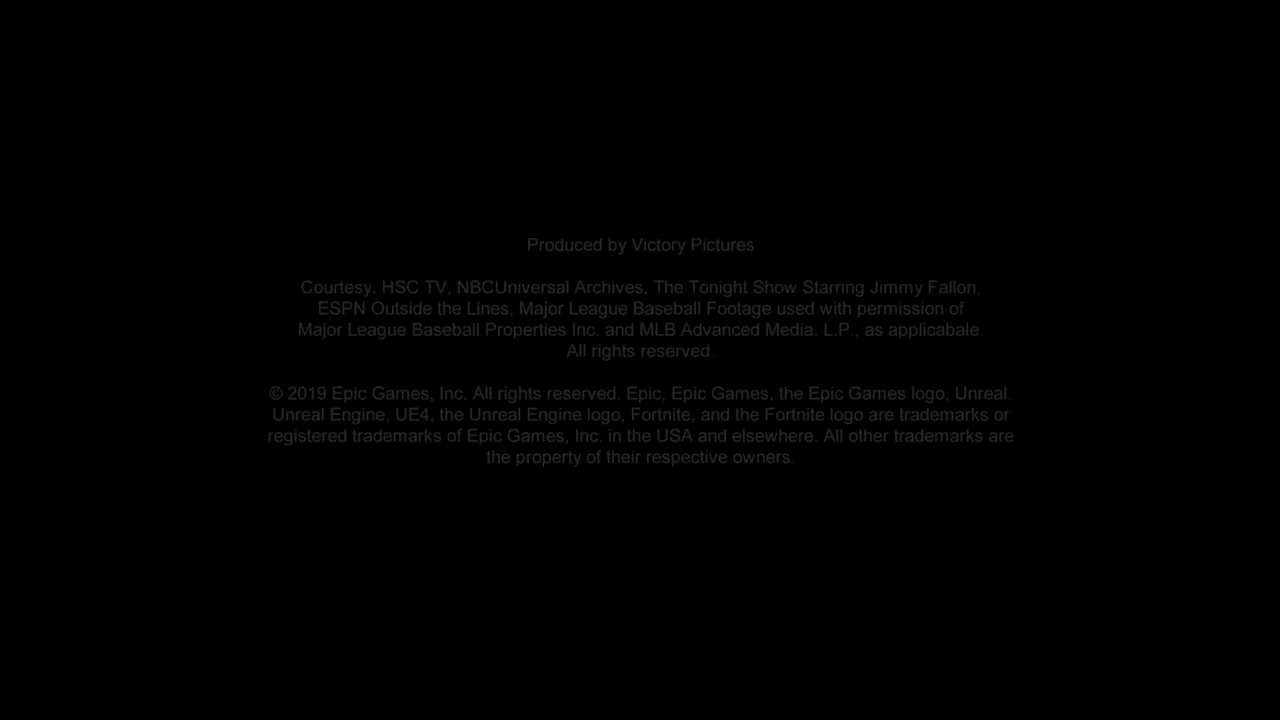 Produced by Victory Pictures
Courtesy. HSC TV, NBCUniversal Archives, The Tonight Show Starring Jimmy Fallon,
ESPN Outside the Lines, Major League Baseball Footage used with permission of
Major League Baseball Properties Inc. and MLB Advanced Media. L.P., as applicabale.
All rights reserved.
© 2019 Epic Games, Inc. All rights reserved. Epic, Epic Games, the Epic Games logo, Unreal,
Unreal Engine, UE4, the Unreal Engine logo, Fortnite, and the Fortnite logo are trademarks or
registered trademarks of Epic Games, Inc. in the USA and elsewhere. All other trademarks are
the property of their respective owners.